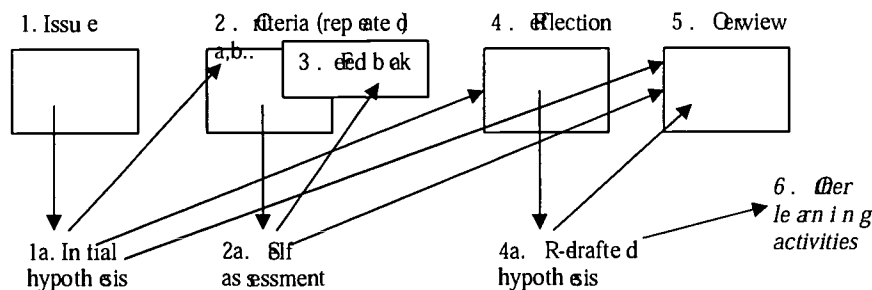 1. Issue
2. Criteria (repeated)
a,b..
3. Feedback
4. Reflection
5. Overview
1a. Initial
hypothesis
2a. Self
assessment
4a. Re-drafted
hypothesis
6. Other
learning
activities